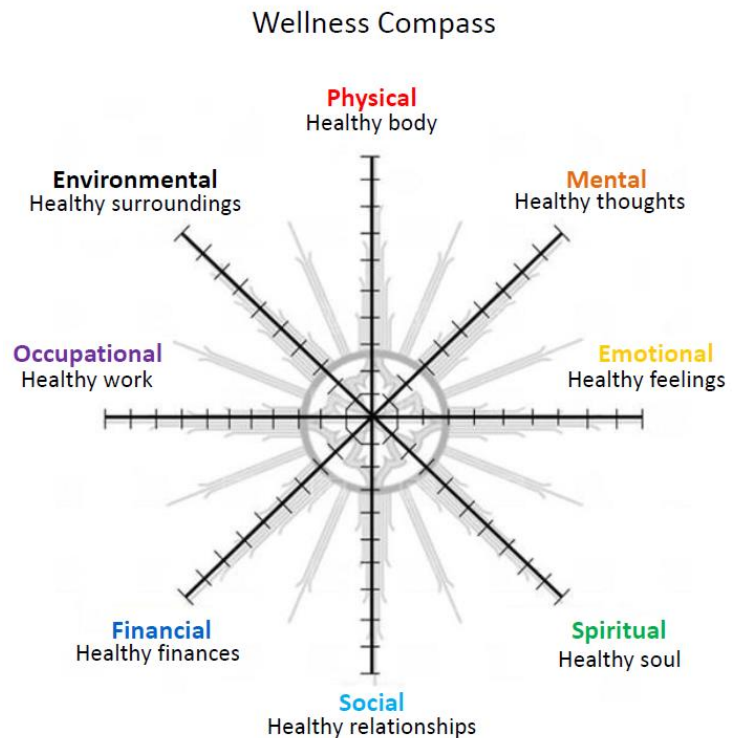 Wellness Compass
Physical
Healthy body
Environmental
Healthy surroundings
Mental
Healthy thoughts
Occupational
Healthy work
Emotional
Healthy feelings
Financial
Healthy finances
Spiritual
Healthy soul
Social
Healthy relationships